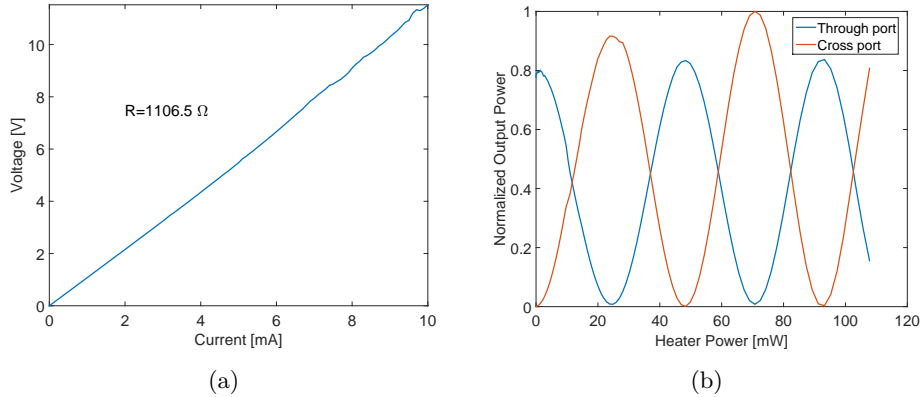 10
8
6
4
2
0
Voltage [V]
R=1106.5 Ω
0 2 4 6 8 10
Current [mA]
(a)
1
0.8
0.6
0.4
0.2
0
Normalized Output Power
Through port
Cross port
0 20 40 60 80 100 120
Heater Power [mW]
(b)